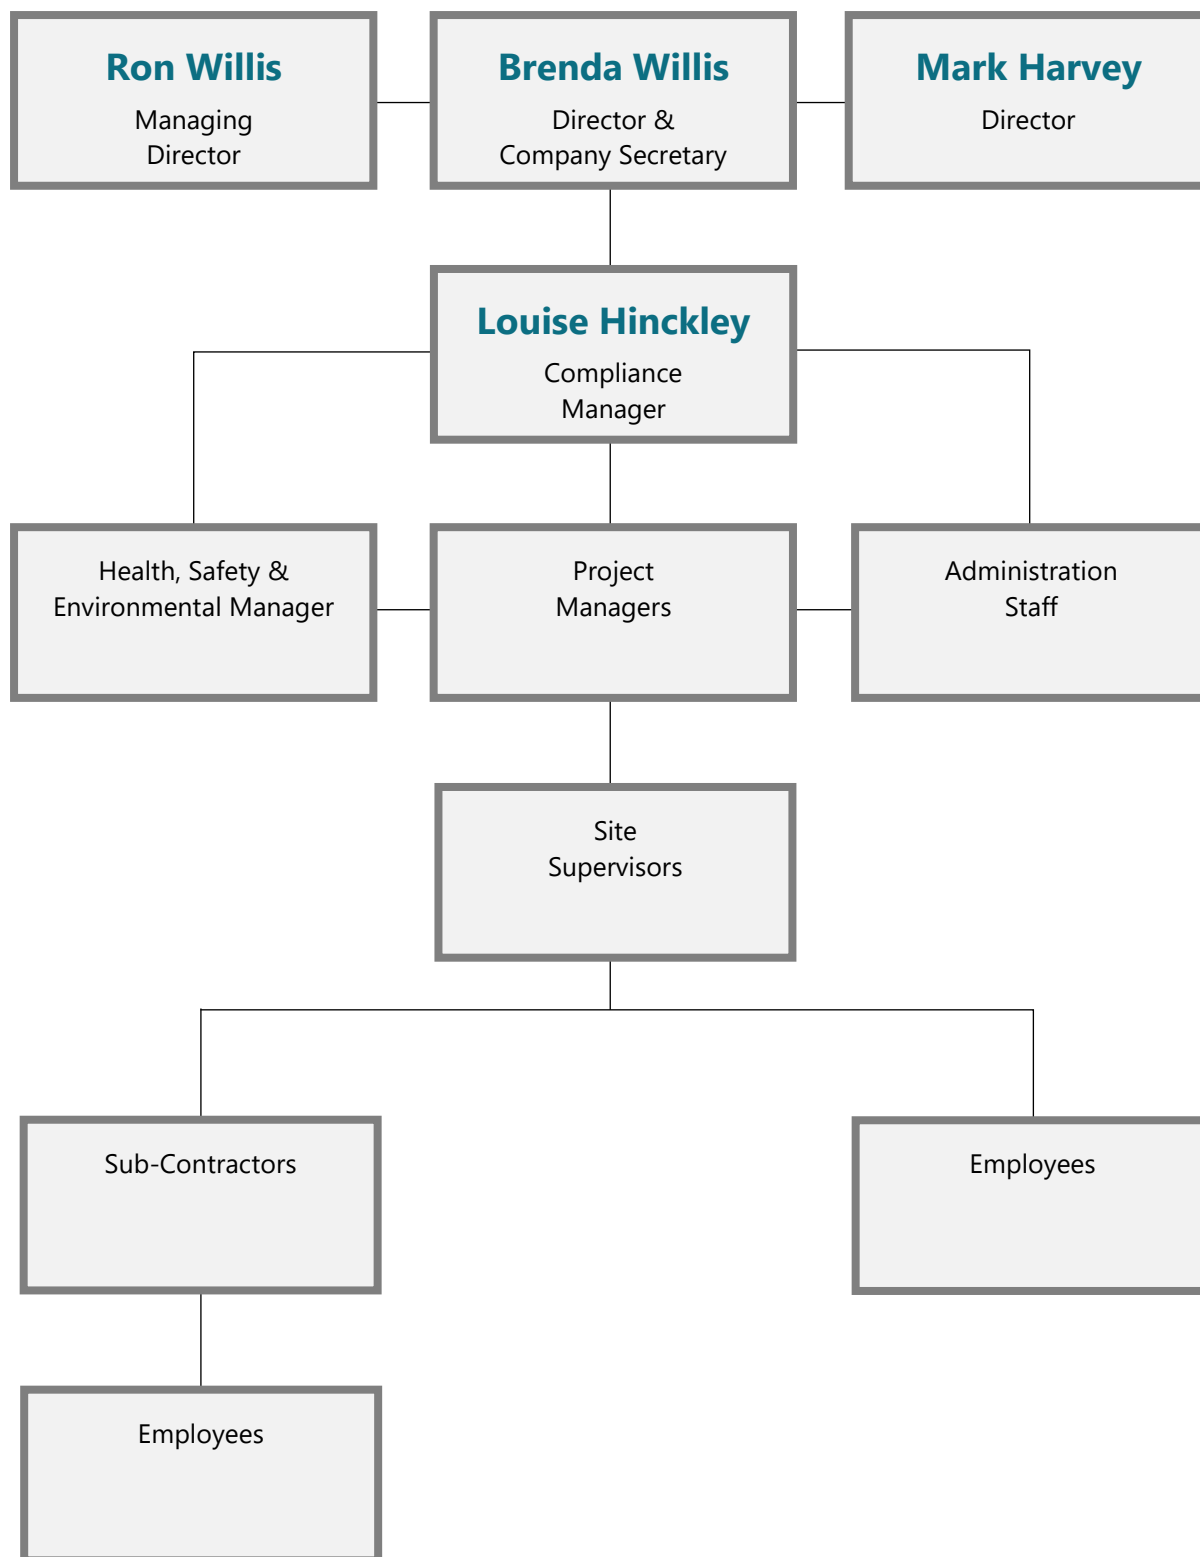 Ron Willis
Managing
Director
Brenda Willis
Director &
Company Secretary
Mark Harvey
Director
Louise Hinckley
Compliance
Manager
Health, Safety &
Environmental Manager
Project
Managers
Administration
Staff
Site
Supervisors
Sub-Contractors
Employees
Employees